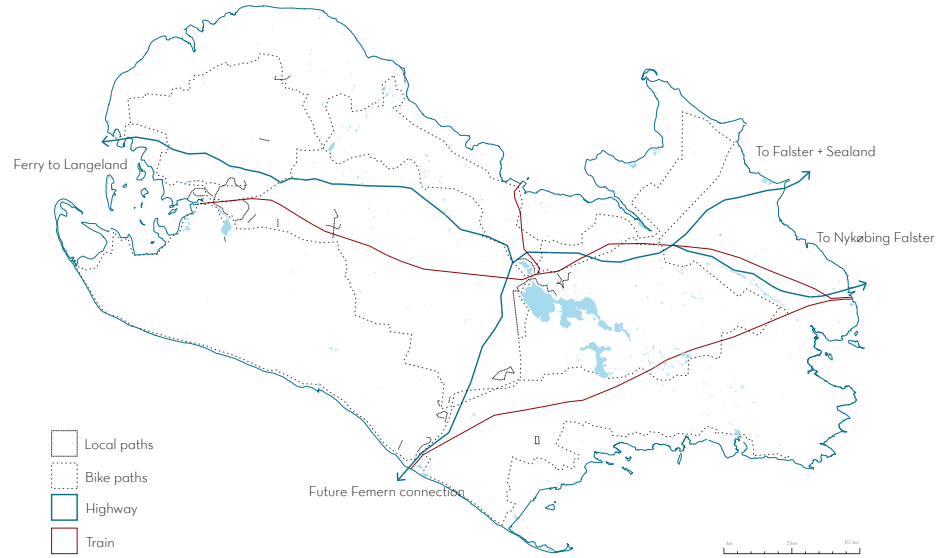 To Falster + Sealand
Ferry to Langeland
To Nykøbing Falster
Local paths
Bike paths
Future Femern connection
Highway
Train
5 km
10 km